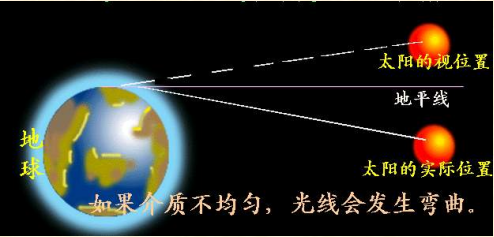 太阳的视位置
地平线
地球
太阳的实际位置
如果介质不均匀，光线会发生弯曲。